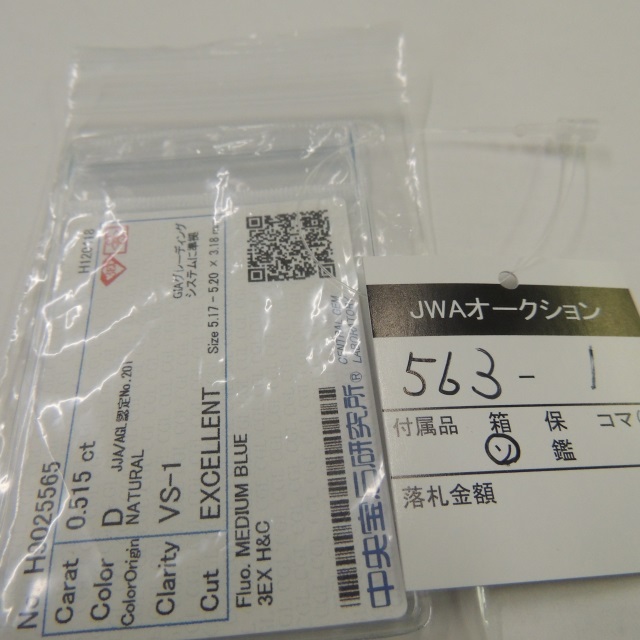 No. H3025565
Carat 0.515 ct
Color D
JJA/AGL認定No.201
ColorOrigin NATURAL
Clarity VS-1
Cut EXCELLENT
Fluo. MEDIUM BLUE
3EX H&C
GIAグレーディング
システムに準拠
Size 5.17 - 5.20 × 3.18
中央宝石研究所®
JWAオークション
563-1
付属品 箱 保 コマ
ソ 鑑
落札金額